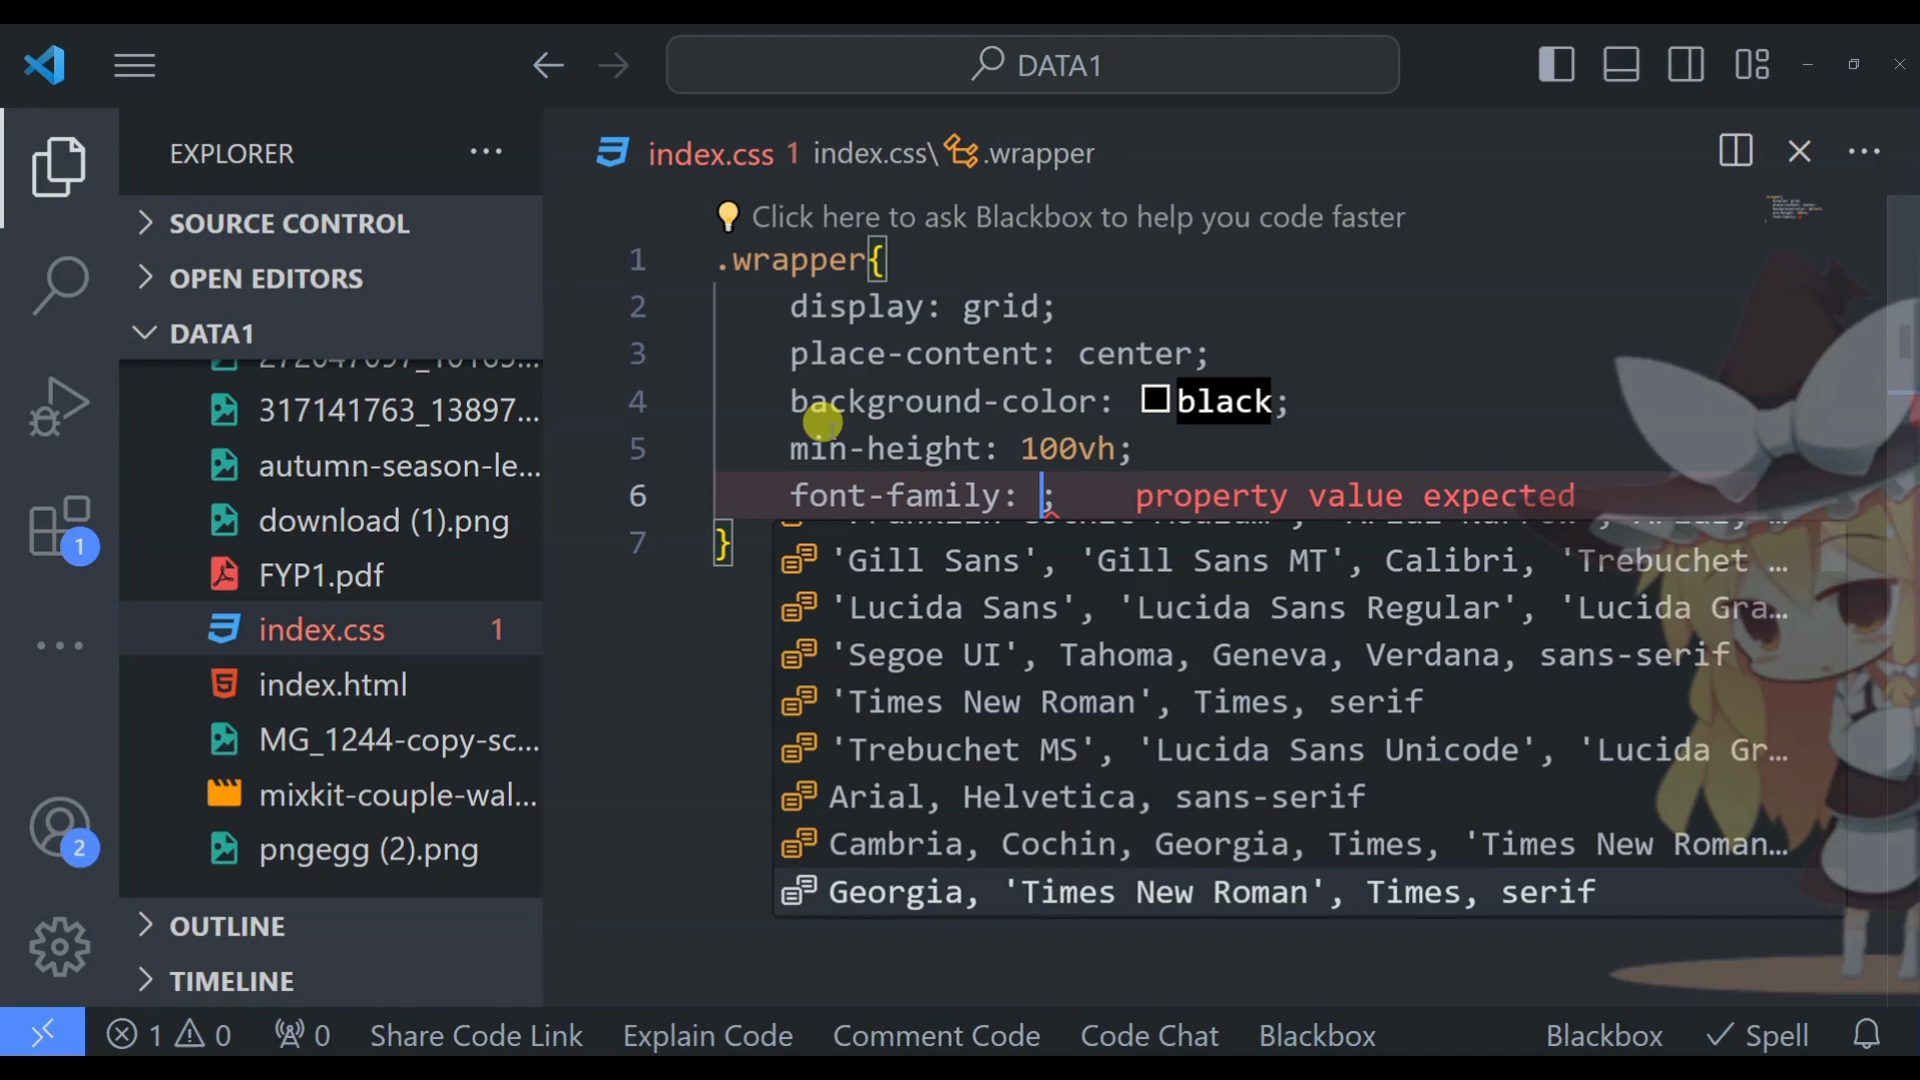 DATA1
EXPLORER
SOURCE CONTROL
OPEN EDITORS
DATA1
317141763_13897...
autumn-season-le...
download (1).png
FYP1.pdf
index.css 1
index.html
MG_1244-copy-sc...
mixkit-couple-wal...
pngegg (2).png
OUTLINE
TIMELINE
1
2
index.css 1 index.css\ .wrapper
Click here to ask Blackbox to help you code faster
1 .wrapper{
2 display: grid;
3 place-content: center;
4 background-color: black;
5 min-height: 100vh;
6 font-family: ; property value expected
7 }
'Gill Sans', 'Gill Sans MT', Calibri, 'Trebuchet ...
'Lucida Sans', 'Lucida Sans Regular', 'Lucida Gra...
'Segoe UI', Tahoma, Geneva, Verdana, sans-serif
'Times New Roman', Times, serif
'Trebuchet MS', 'Lucida Sans Unicode', 'Lucida Gr...
Arial, Helvetica, sans-serif
Cambria, Cochin, Georgia, Times, 'Times New Roman...
Georgia, 'Times New Roman', Times, serif
1 0 0 Share Code Link Explain Code Comment Code Code Chat Blackbox Blackbox Spell